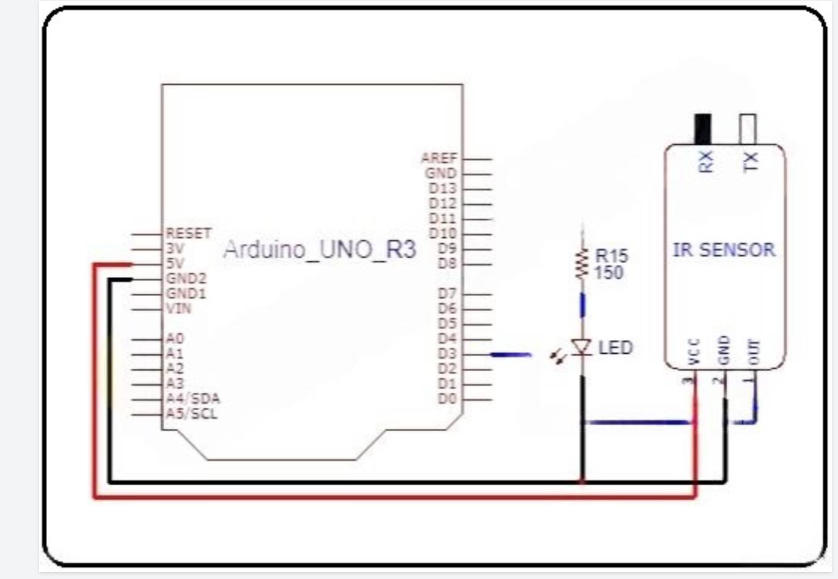 AREF
GND
D13
D12
D11
D10
D9
D8
D7
D6
D5
D4
D3
D2
D1
D0
RESET
3V
5V
GND2
GND1
VIN
A0
A1
A2
A3
A4/SDA
A5/SCL
Arduino_UNO_R3
R15
150
LED
RX
TX
IR SENSOR
VCC
GND
OUT
3
2
1